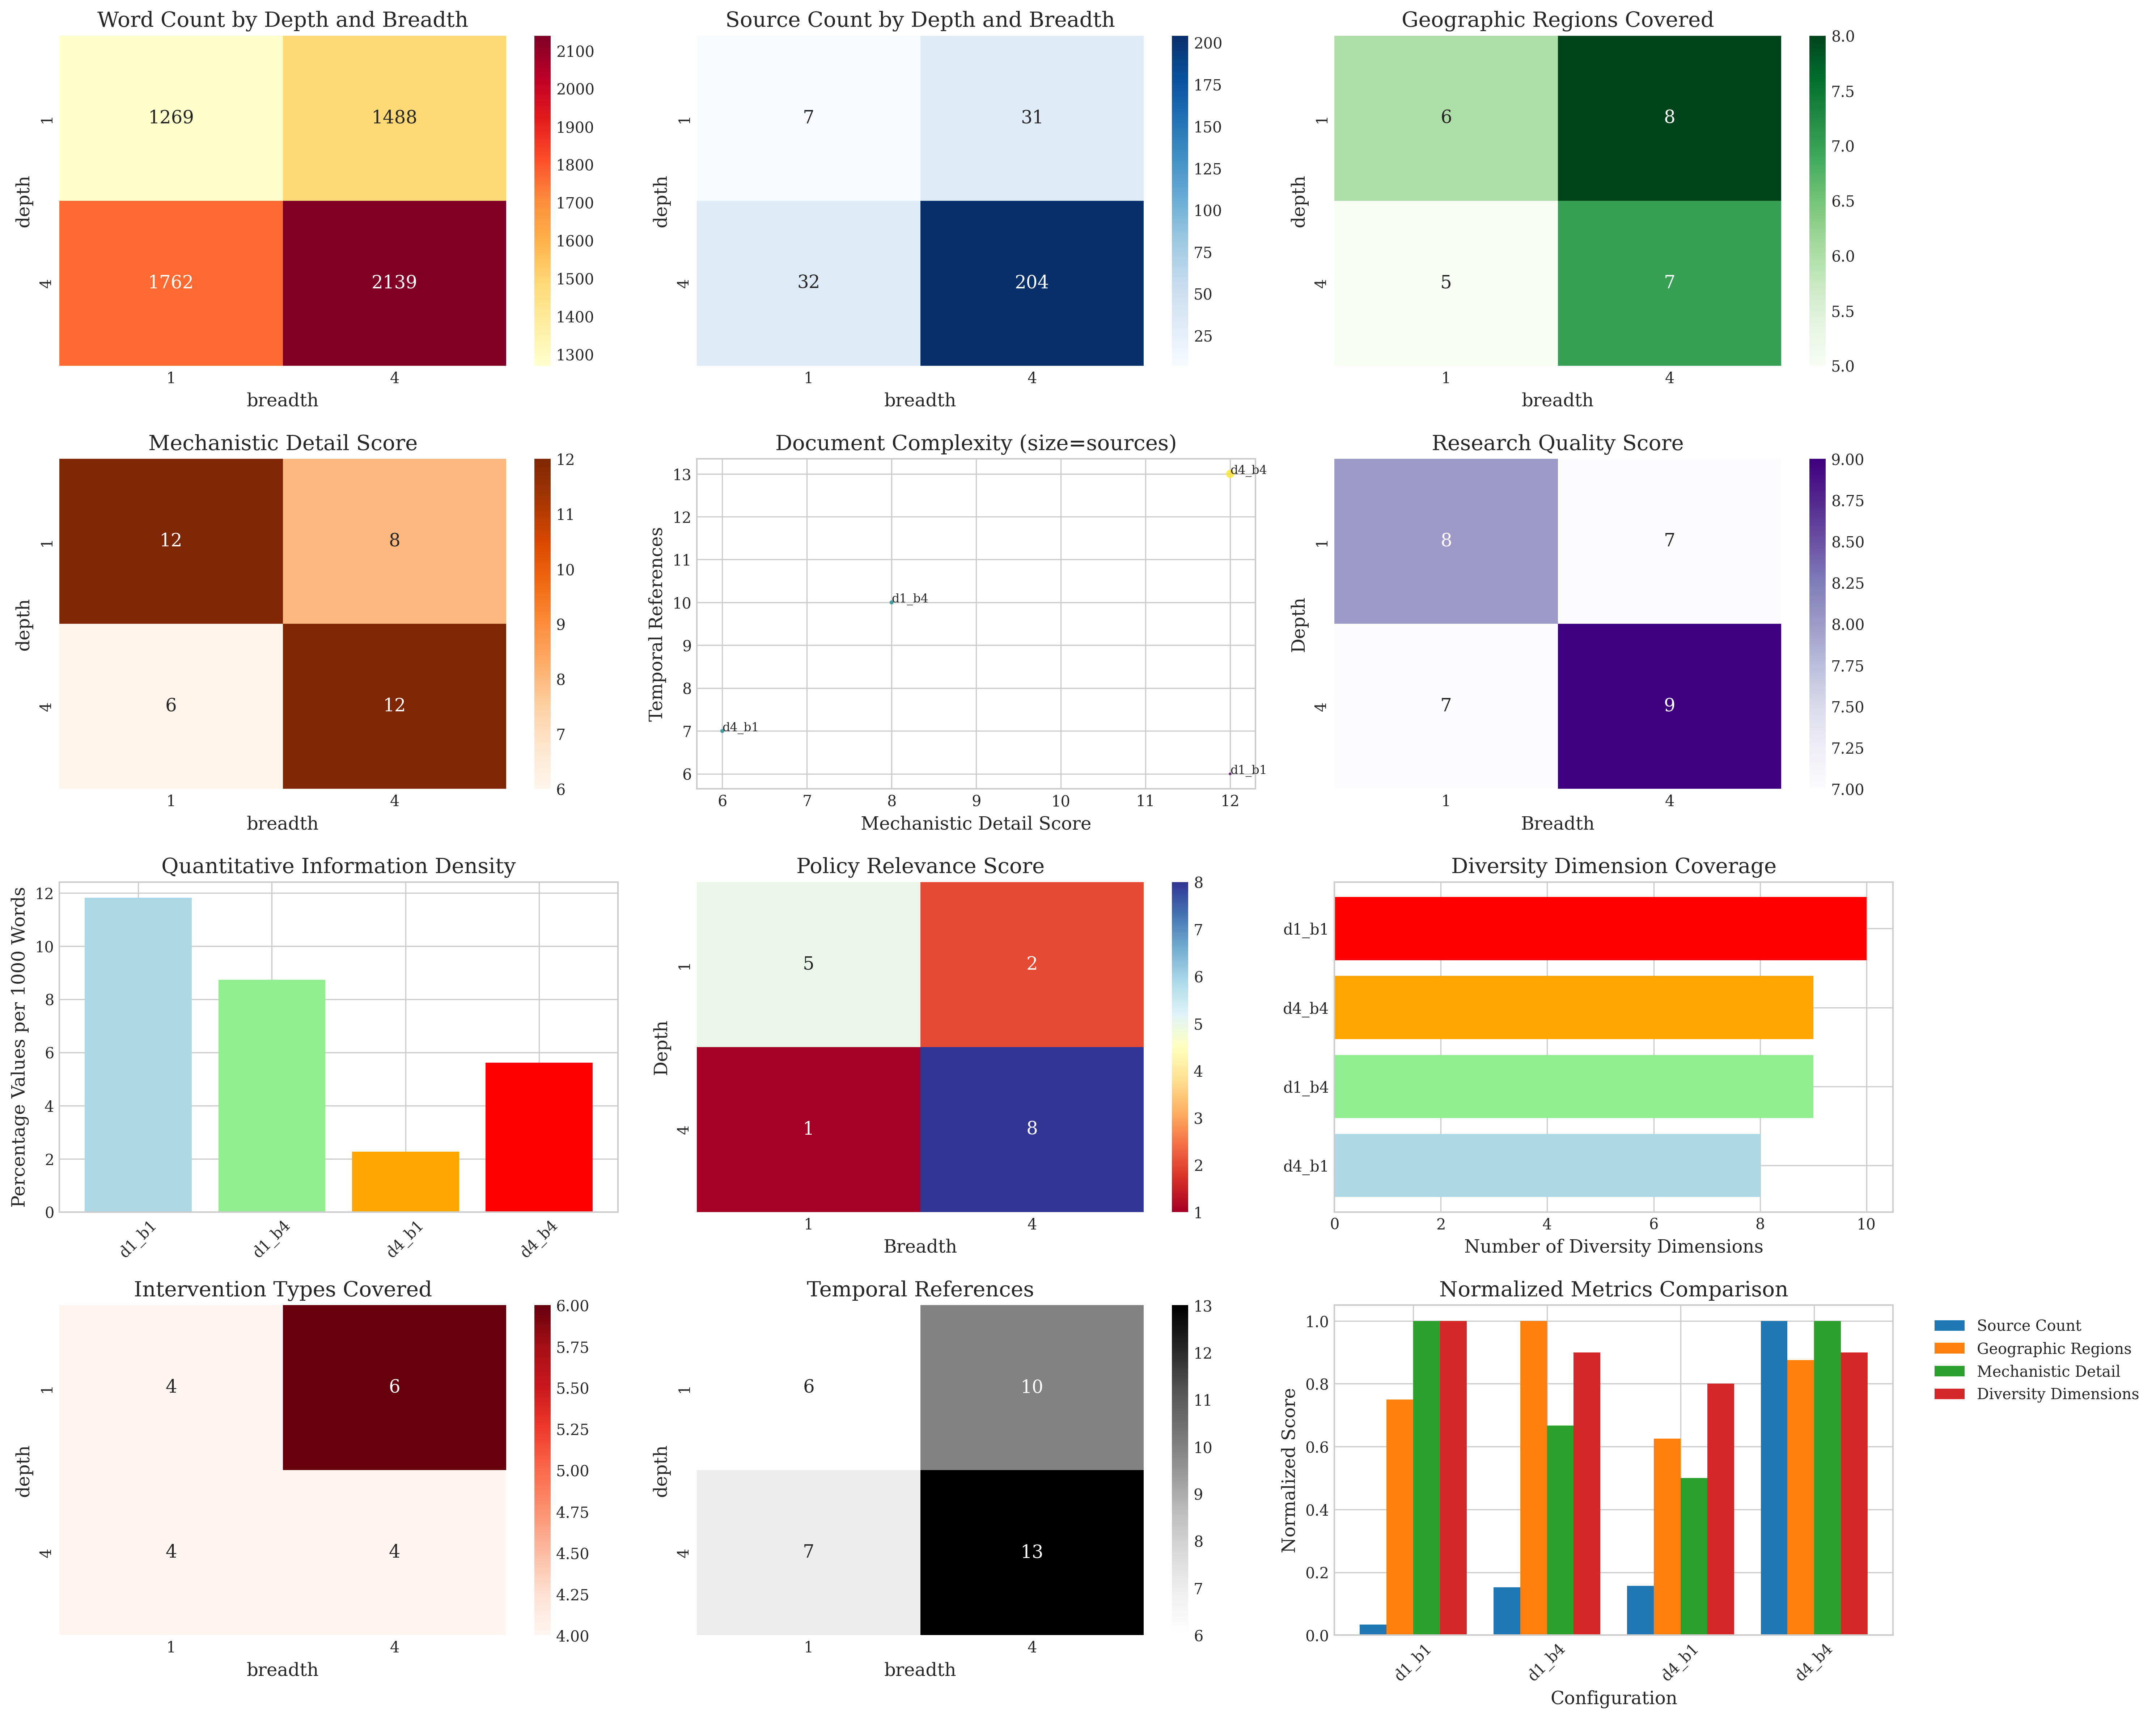 Word Count by Depth and Breadth
1269 1488
1762 2139
1
4
depth
1 4
breadth
2100
2000
1900
1800
1700
1600
1500
1400
1300
Source Count by Depth and Breadth
7 31
32 204
1
4
depth
1 4
breadth
200
175
150
125
100
75
50
25
Geographic Regions Covered
6 8
5 7
1
4
depth
1 4
breadth
8.0
7.5
7.0
6.5
6.0
5.5
5.0
Mechanistic Detail Score
12 8
6 12
1
4
depth
1 4
breadth
12
11
10
9
8
7
6
Document Complexity (size=sources)
Temporal References
13
12
11
10
9
8
7
6
d4_b4
d1_b4
d4_b1
d1_b1
6 7 8 9 10 11 12
Mechanistic Detail Score
Research Quality Score
8 7
7 9
1
4
Depth
1 4
Breadth
9.00
8.75
8.50
8.25
8.00
7.75
7.50
7.25
7.00
Quantitative Information Density
Percentage Values per 1000 Words
12
10
8
6
4
2
0
d1_b1 d1_b4 d4_b1 d4_b4
Policy Relevance Score
5 2
1 8
1
4
Depth
1 4
Breadth
8
7
6
5
4
3
2
1
Diversity Dimension Coverage
d1_b1
d4_b4
d1_b4
d4_b1
0 2 4 6 8 10
Number of Diversity Dimensions
Intervention Types Covered
4 6
4 4
1
4
depth
1 4
breadth
6.00
5.75
5.50
5.25
5.00
4.75
4.50
4.25
4.00
Temporal References
6 10
7 13
1
4
depth
1 4
breadth
13
12
11
10
9
8
7
6
Normalized Metrics Comparison
Normalized Score
1.0
0.8
0.6
0.4
0.2
0.0
d1_b1 d1_b4 d4_b1 d4_b4
Configuration
Source Count
Geographic Regions
Mechanistic Detail
Diversity Dimensions